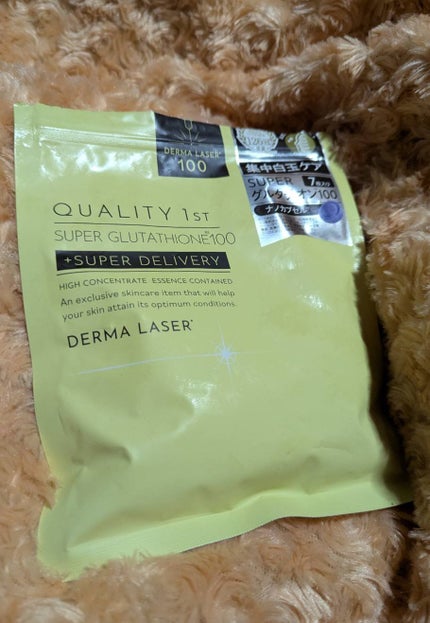 DERMA LASER
100
集中白玉ケア
SUPER 7枚入り
グルタチオン100
ナノカプセル
QUALITY 1ST
SUPER GLUTATHIONE 100
+SUPER DELIVERY
HIGH CONCENTRATE ESSENCE CONTAINED
An exclusive skincare item that will help
your skin attain its optimum conditions.
DERMA LASER